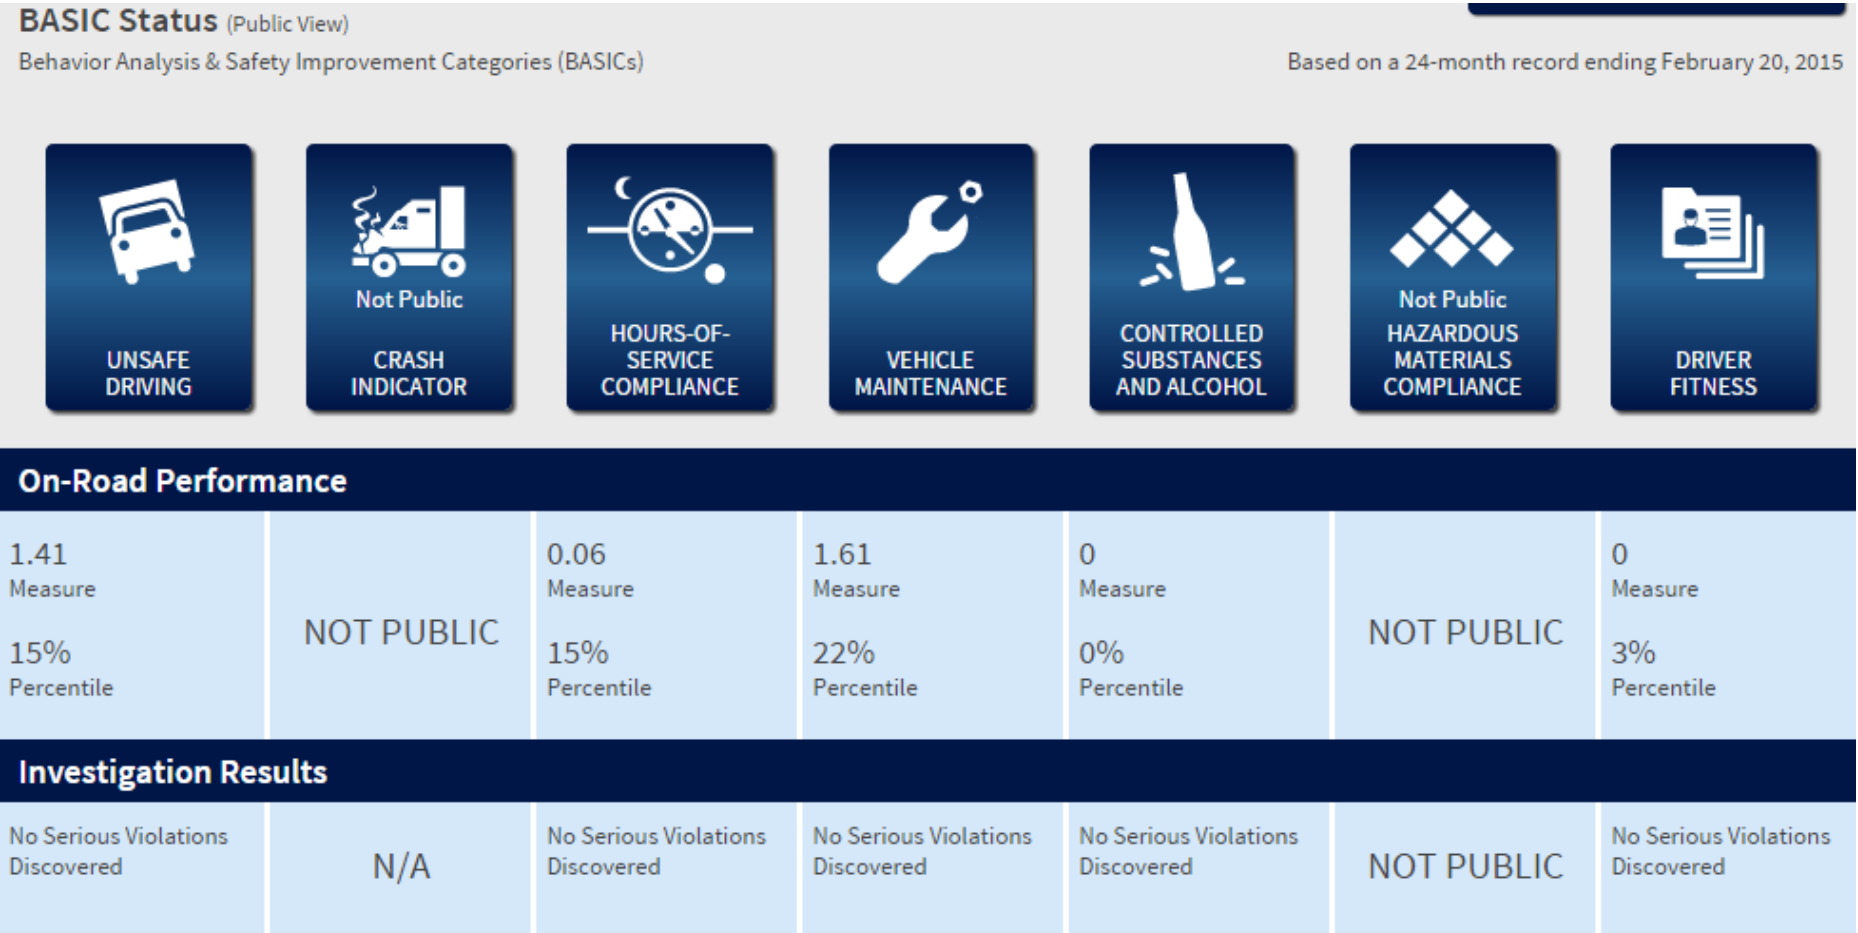 BASIC Status (Public View)
Behavior Analysis & Safety Improvement Categories (BASICs)
Based on a 24-month record ending February 20, 2015
UNSAFE
DRIVING
Not Public
CRASH
INDICATOR
HOURS-OF-
SERVICE
COMPLIANCE
VEHICLE
MAINTENANCE
CONTROLLED
SUBSTANCES
AND ALCOHOL
Not Public
HAZARDOUS
MATERIALS
COMPLIANCE
DRIVER
FITNESS
On-Road Performance
1.41
Measure
15%
Percentile
NOT PUBLIC
0.06
Measure
15%
Percentile
1.61
Measure
22%
Percentile
0
Measure
0%
Percentile
NOT PUBLIC
0
Measure
3%
Percentile
Investigation Results
No Serious Violations
Discovered
N/A
No Serious Violations
Discovered
No Serious Violations
Discovered
No Serious Violations
Discovered
NOT PUBLIC
No Serious Violations
Discovered